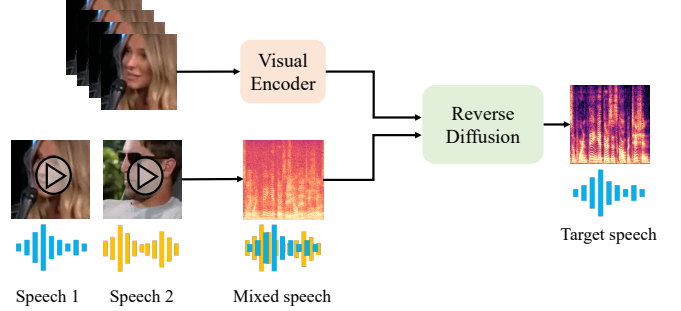 Visual
Encoder
Reverse
Diffusion
Target speech
Speech 1
Speech 2
Mixed speech